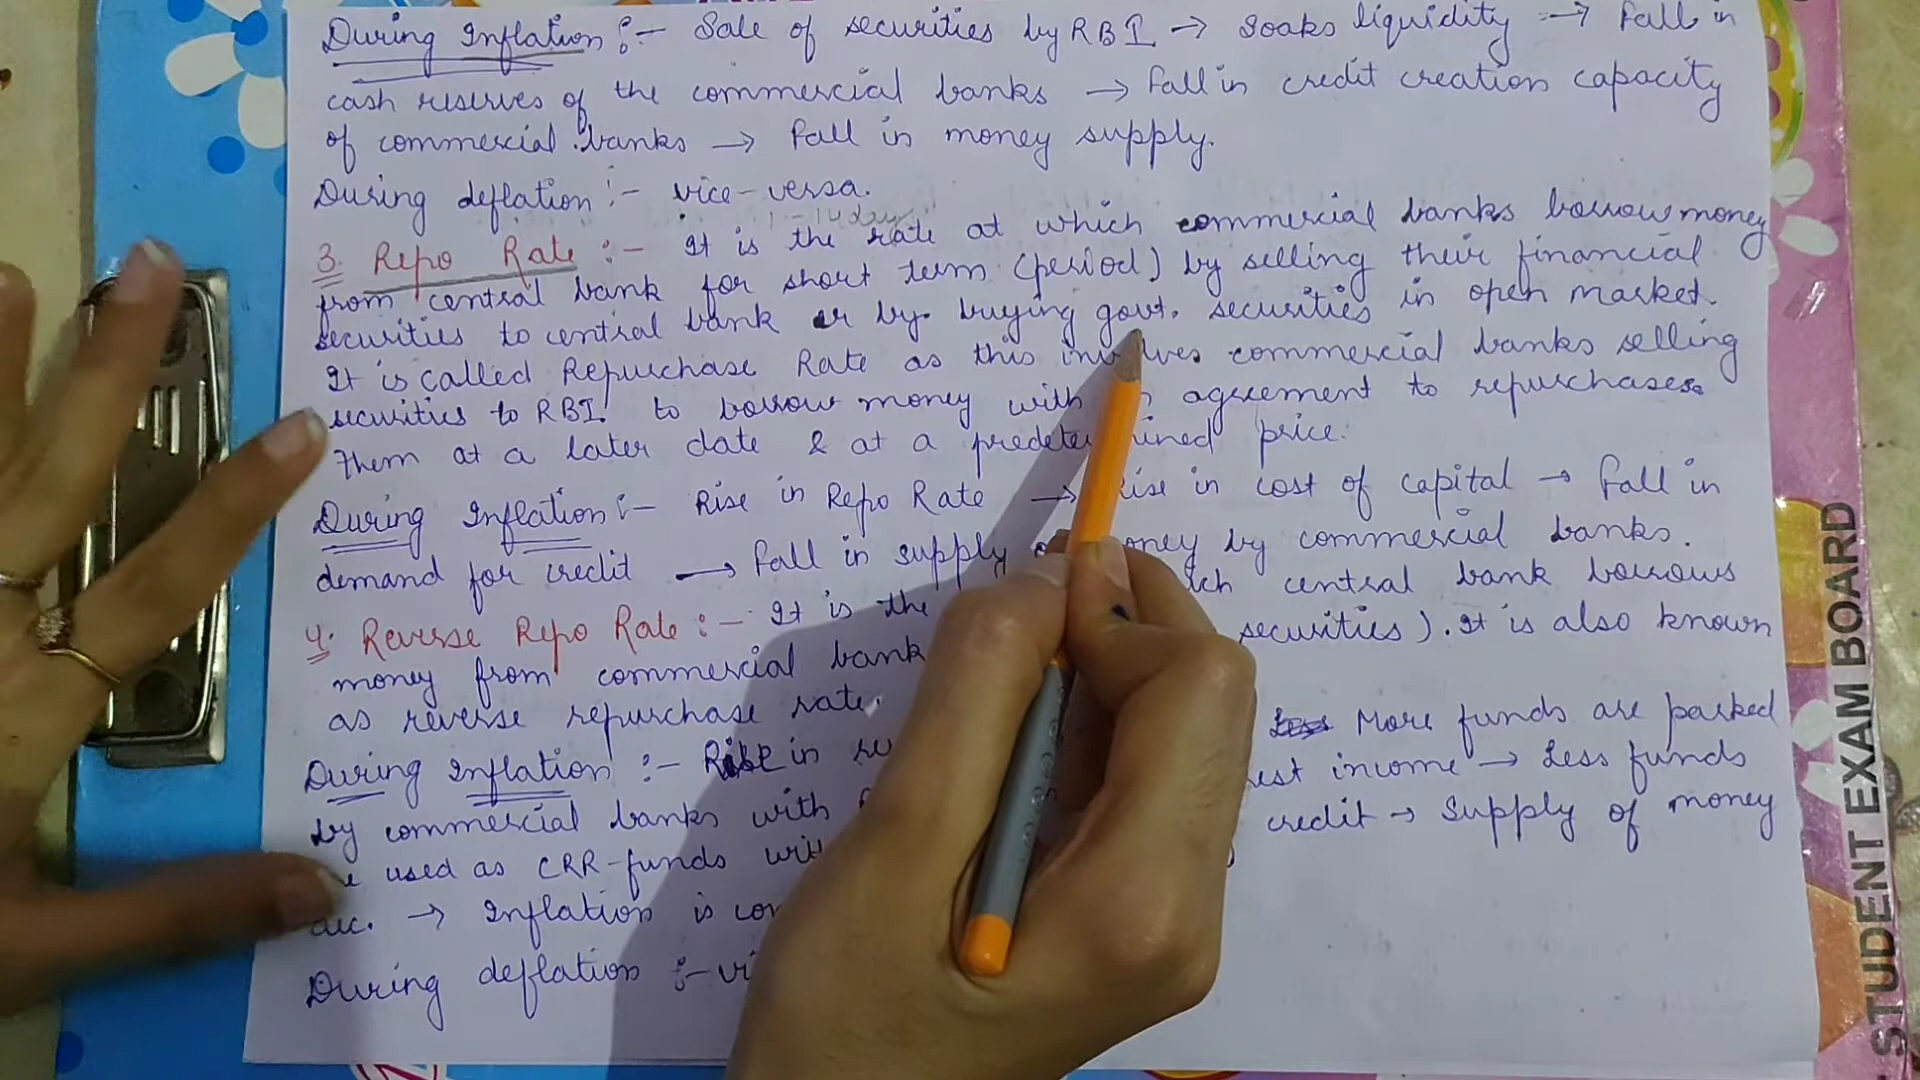 During Inflation :- Sale of securities by RBI → Soaks liquidity → Fall in
cash reserves of the commercial banks → Fall in credit creation capacity
of commercial banks → Fall in money supply.
During deflation :- vice-versa.
1-14 days
3. Repo Rate :- It is the rate at which commercial banks borrow money
from central bank for short term (period) by selling their financial
securities to central bank or by buying govt. securities in open market.
It is called Repurchase Rate as this commercial banks selling
securities to RBI to borrow money with agreement to repurchase
them at a later date & at a price.
During Inflation :- Rise in Repo Rate → in cost of capital → Fall in
demand for credit → Fall in supply by commercial banks.
4. Reverse Repo Rate :- It is the central bank borrows
money from commercial bank securities). It is also known
as reverse repurchase rate.
During Inflation :- Rise in More funds are parked
by commercial banks with income → Less funds
used as CRR-funds credit → Supply of money
→ Inflation is
During deflation :-
STUDENT EXAM BOARD